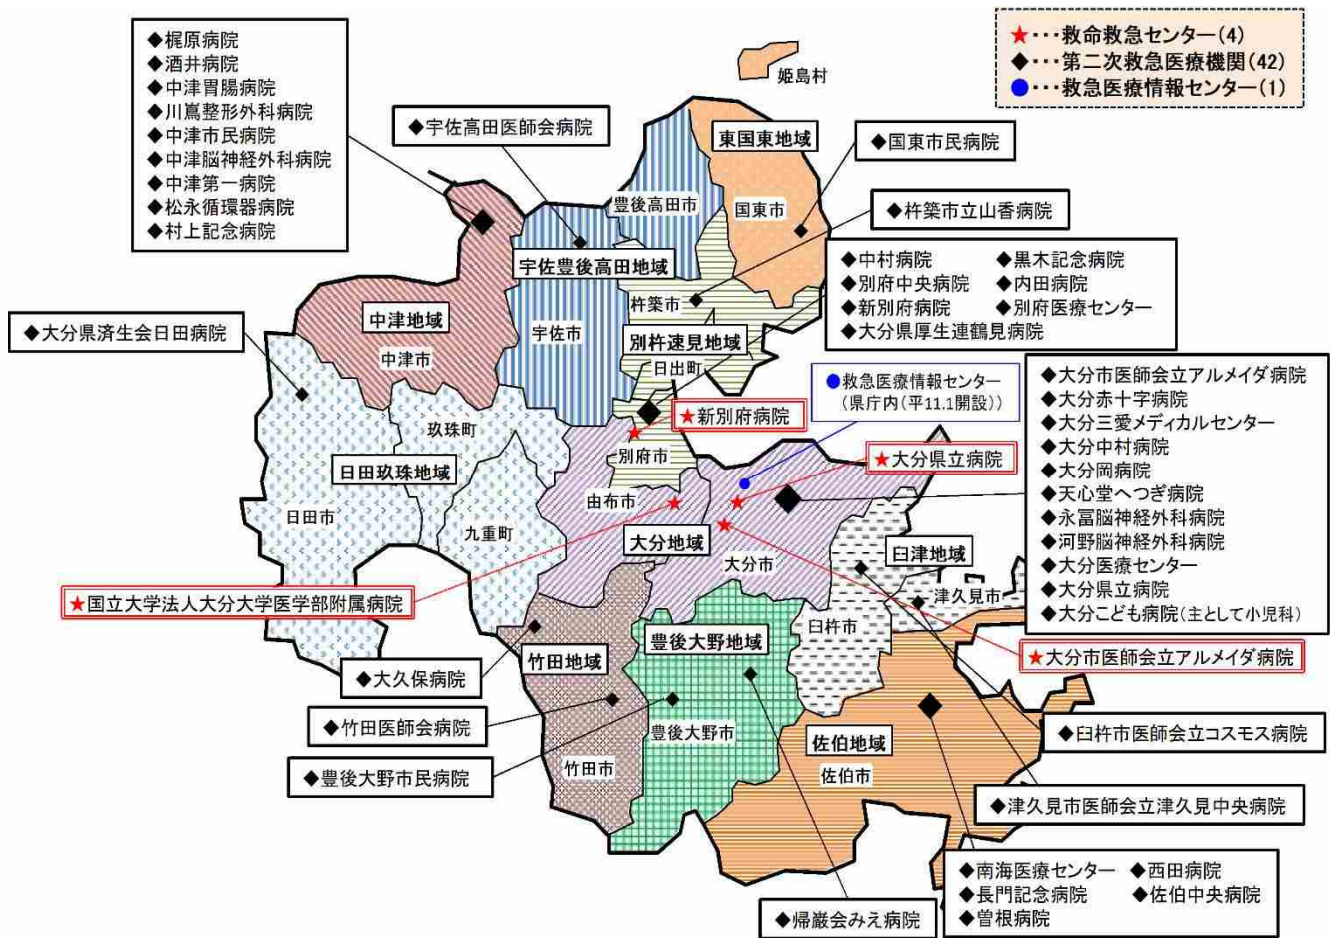 ★･･･救命救急センター(4)
◆･･･第二次救急医療機関(42)
●･･･救急医療情報センター(1)
◆梶原病院
◆酒井病院
◆中津胃腸病院
◆川嶌整形外科病院
◆中津市民病院
◆中津脳神経外科病院
◆中津第一病院
◆松永循環器病院
◆村上記念病院
◆宇佐高田医師会病院
姫島村
東国東地域
◆国東市民病院
豊後高田市
国東市
◆杵築市立山香病院
宇佐豊後高田地域
◆中村病院
◆黒木記念病院
◆別府中央病院
◆内田病院
◆新別府病院
◆別府医療センター
◆大分県厚生連鶴見病院
杵築市
中津地域
宇佐市
別杵速見地域
◆大分県済生会日田病院
中津市
日出町
●救急医療情報センター
(県庁内(平11.1開設))
◆大分市医師会立アルメイダ病院
◆大分赤十字病院
◆大分三愛メディカルセンター
◆大分中村病院
◆大分岡病院
◆天心堂へつぎ病院
◆永冨脳神経外科病院
◆河野脳神経外科病院
◆大分医療センター
◆大分県立病院
◆大分こども病院(主として小児科)
★新別府病院
玖珠町
日田玖珠地域
別府市
★大分県立病院
由布市
日田市
九重町
大分地域
大分市
臼津地域
津久見市
★国立大学法人大分大学医学部附属病院
臼杵市
豊後大野地域
竹田地域
★大分市医師会立アルメイダ病院
◆大久保病院
◆竹田医師会病院
豊後大野市
佐伯地域
◆臼杵市医師会立コスモス病院
◆豊後大野市民病院
竹田市
佐伯市
◆津久見市医師会立津久見中央病院
◆南海医療センター
◆西田病院
◆長門記念病院
◆佐伯中央病院
◆曽根病院
◆帰巖会みえ病院